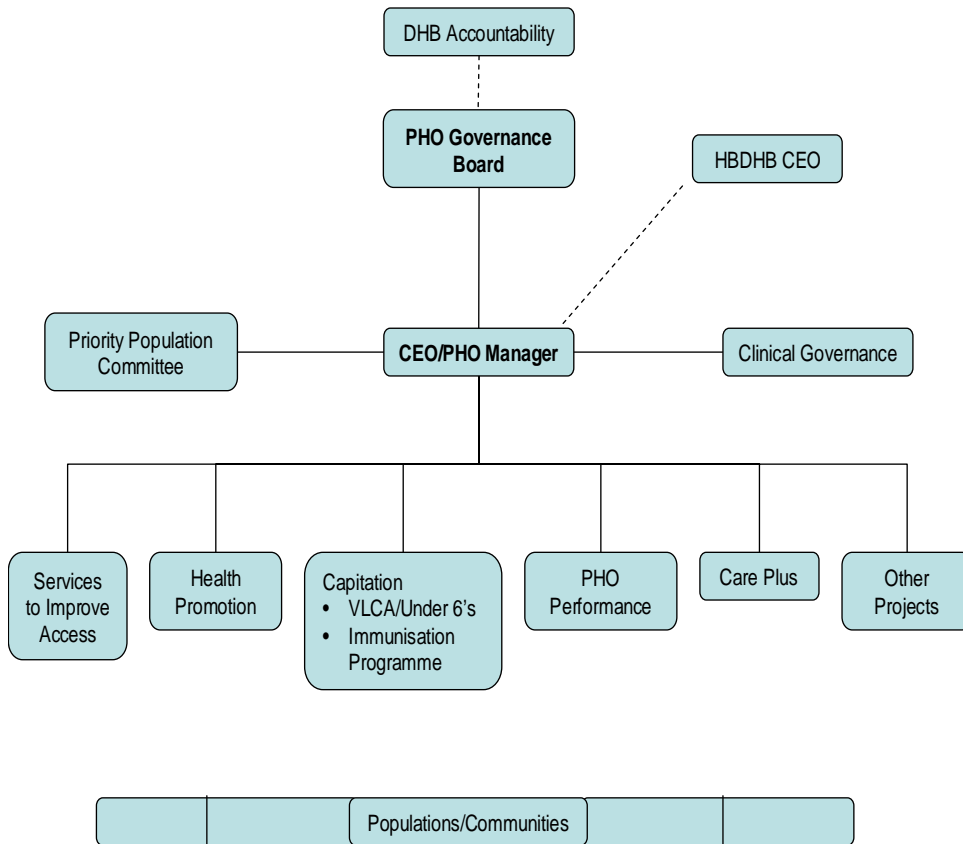 DHB Accountability
PHO Governance
Board
HBDHB CEO
Priority Population
Committee
CEO/PHO Manager
Clinical Governance
Services
to Improve
Access
Health
Promotion
Capitation
• VLCA/Under 6's
• Immunisation
Programme
PHO
Performance
Care Plus
Other
Projects
Populations/Communities